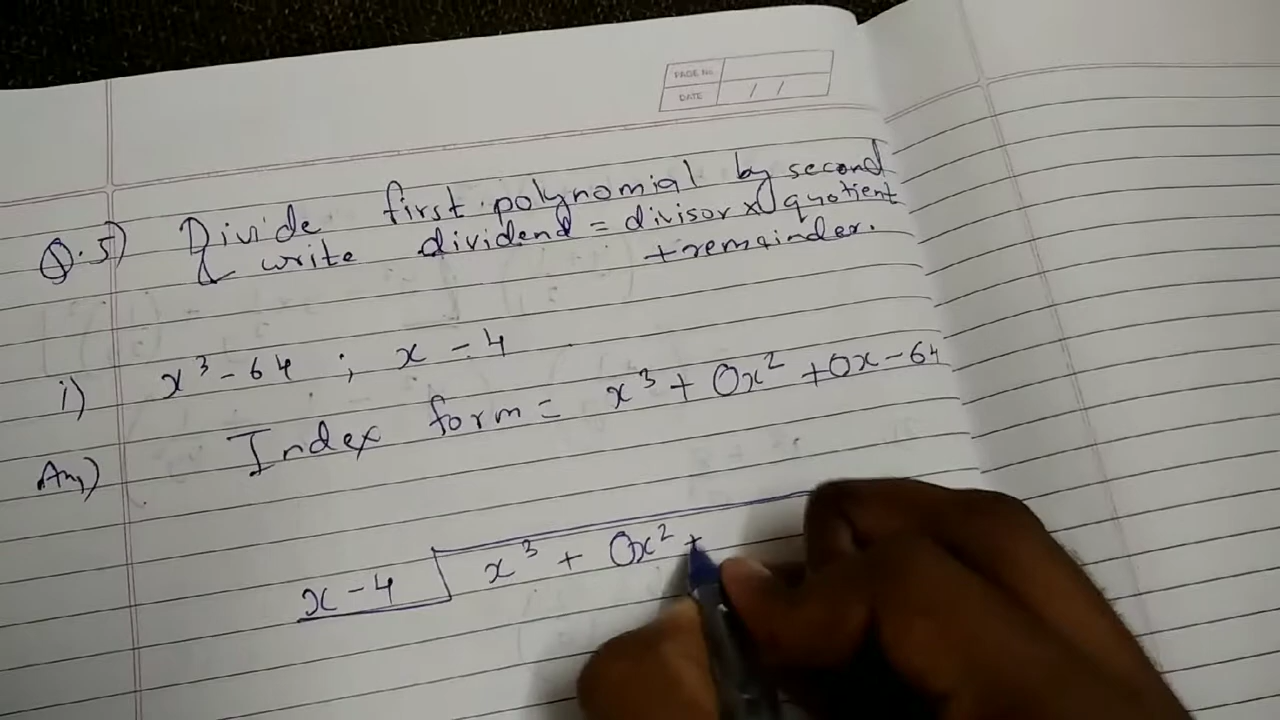 PAGE No.
DATE / /
Q.5) Divide first polynomial by second
& write dividend = divisor x quotient
+ remainder.
i) x³ - 64 ; x - 4
Ans) Index form = x³ + 0x² + 0x - 64
x - 4 x³ + 0x² +